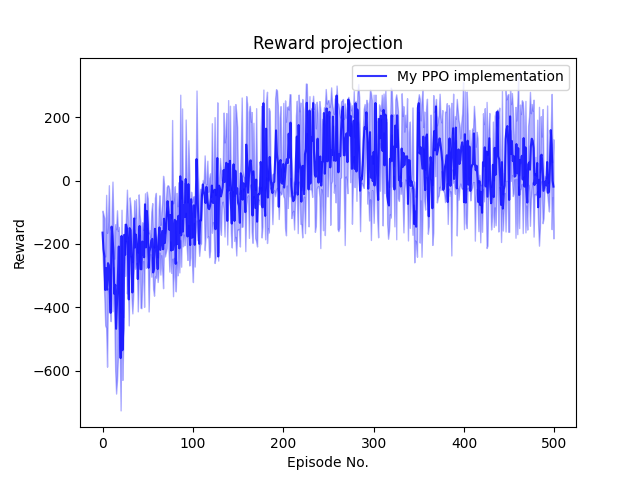 Reward projection
My PPO implementation
Reward
200
0
−200
−400
−600
0
100
200
300
400
500
Episode No.